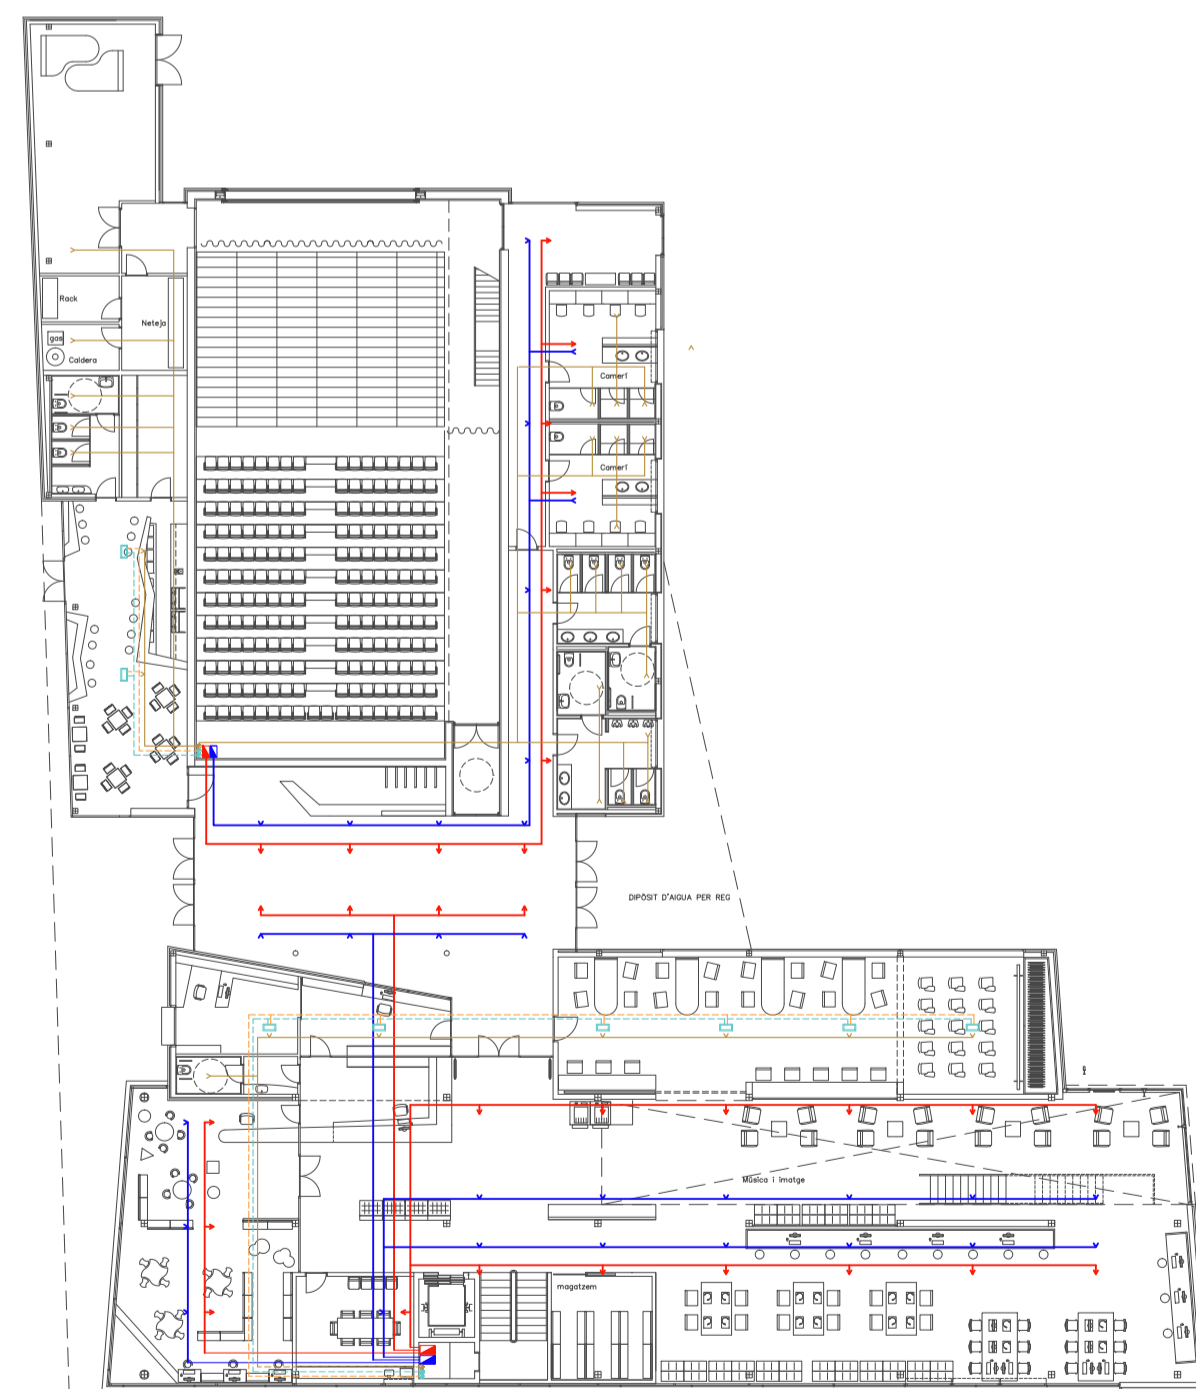 Rack
Neteja
gas
Caldera
Camerí
Camerí
DIPÒSIT D'AIGUA PER REG
Música i imatge
magatzem